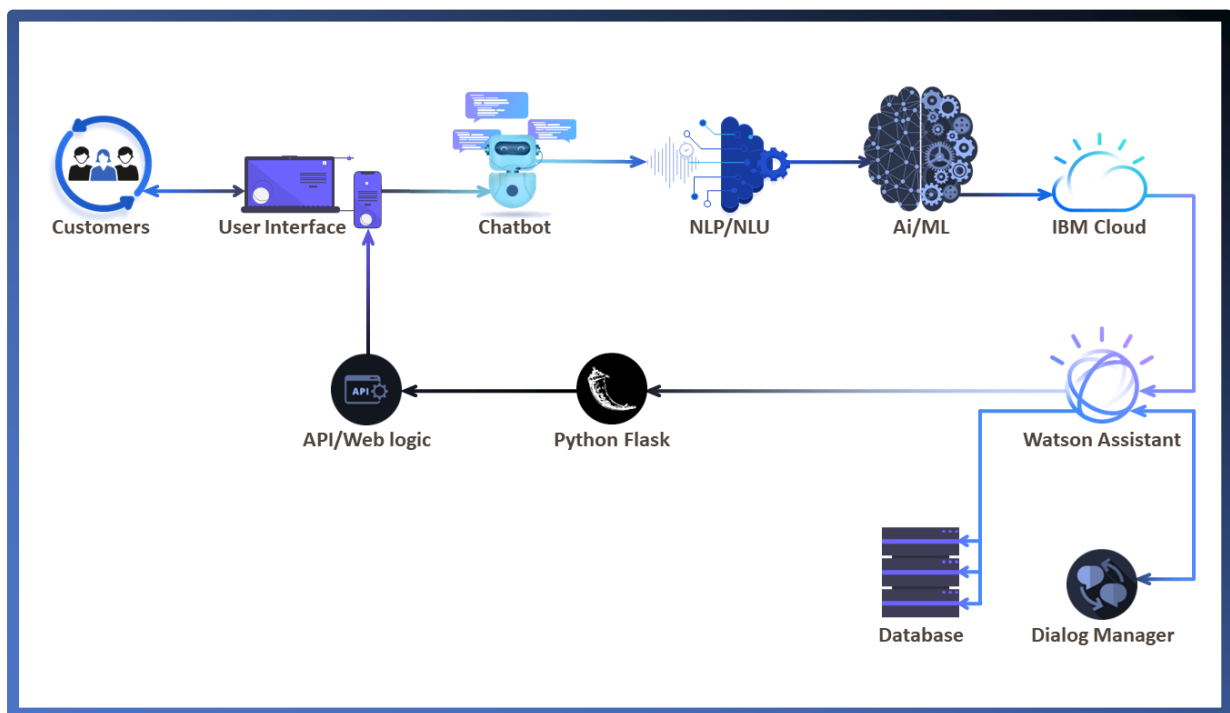 Customers
User Interface
Chatbot
NLP/NLU
Ai/ML
IBM Cloud
API
API/Web logic
Python Flask
Watson Assistant
Database
Dialog Manager